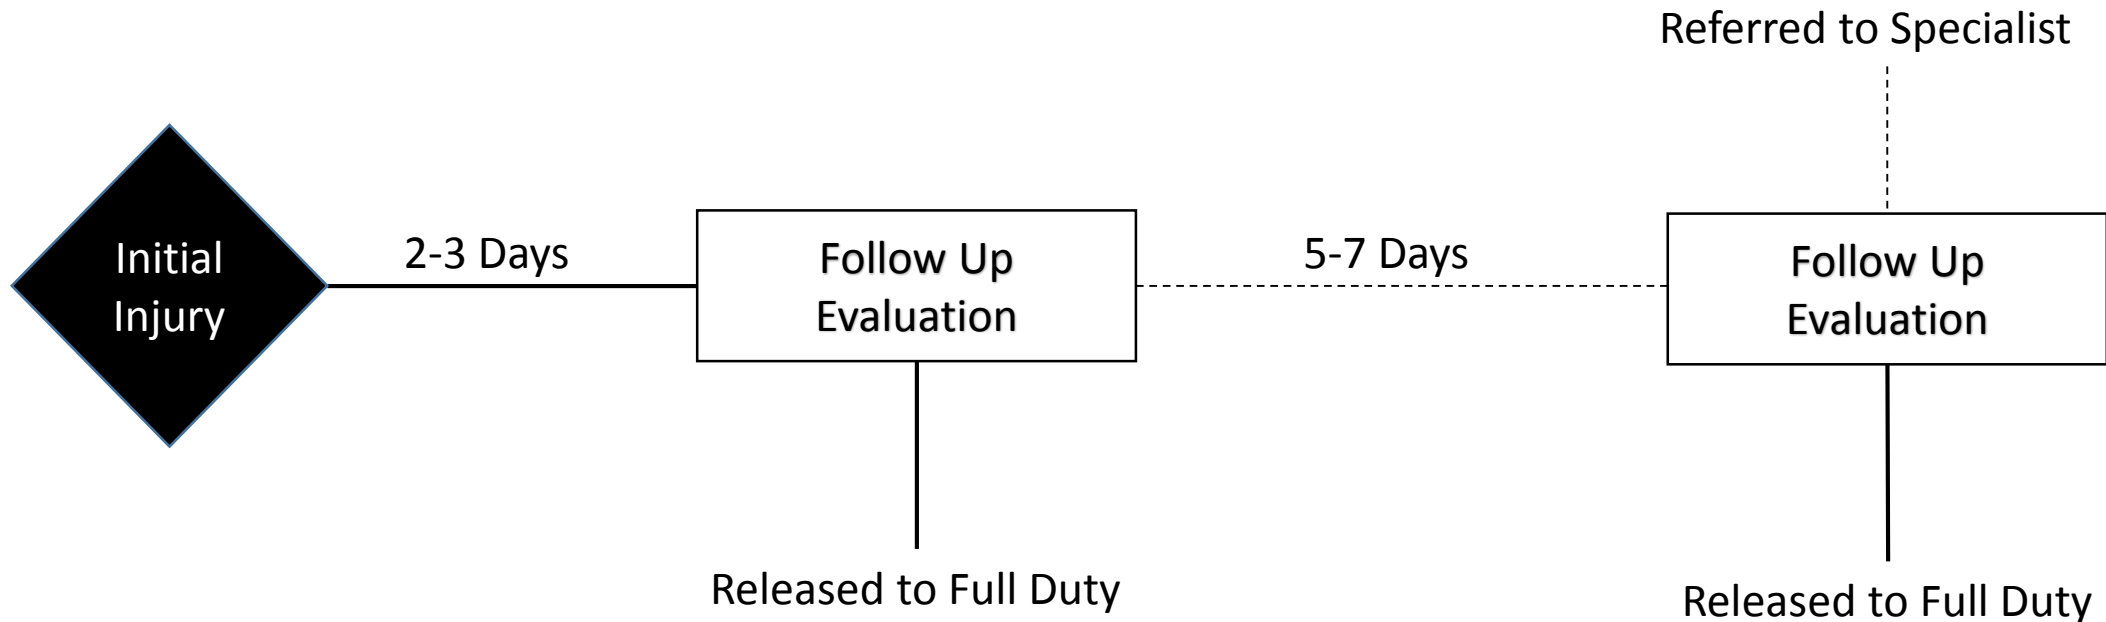 Referred to Specialist
Initial
Injury
2-3 Days
Follow Up
Evaluation
5-7 Days
Follow Up
Evaluation
Released to Full Duty
Released to Full Duty